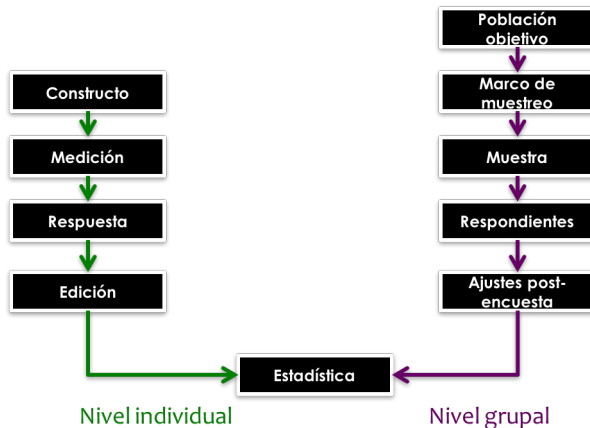 Constructo
Medición
Respuesta
Edición
Población
objetivo
Marco de
muestreo
Muestra
Respondientes
Ajustes post-
encuesta
Estadística
Nivel individual
Nivel grupal